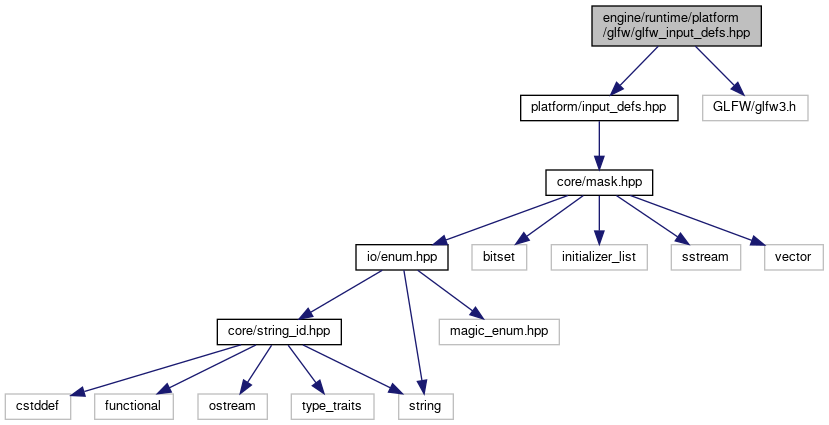 engine/runtime/platform
/glfw/glfw_input_defs.hpp
platform/input_defs.hpp
GLFW/glfw3.h
core/mask.hpp
io/enum.hpp
bitset
initializer_list
sstream
vector
core/string_id.hpp
magic_enum.hpp
cstddef
functional
ostream
type_traits
string